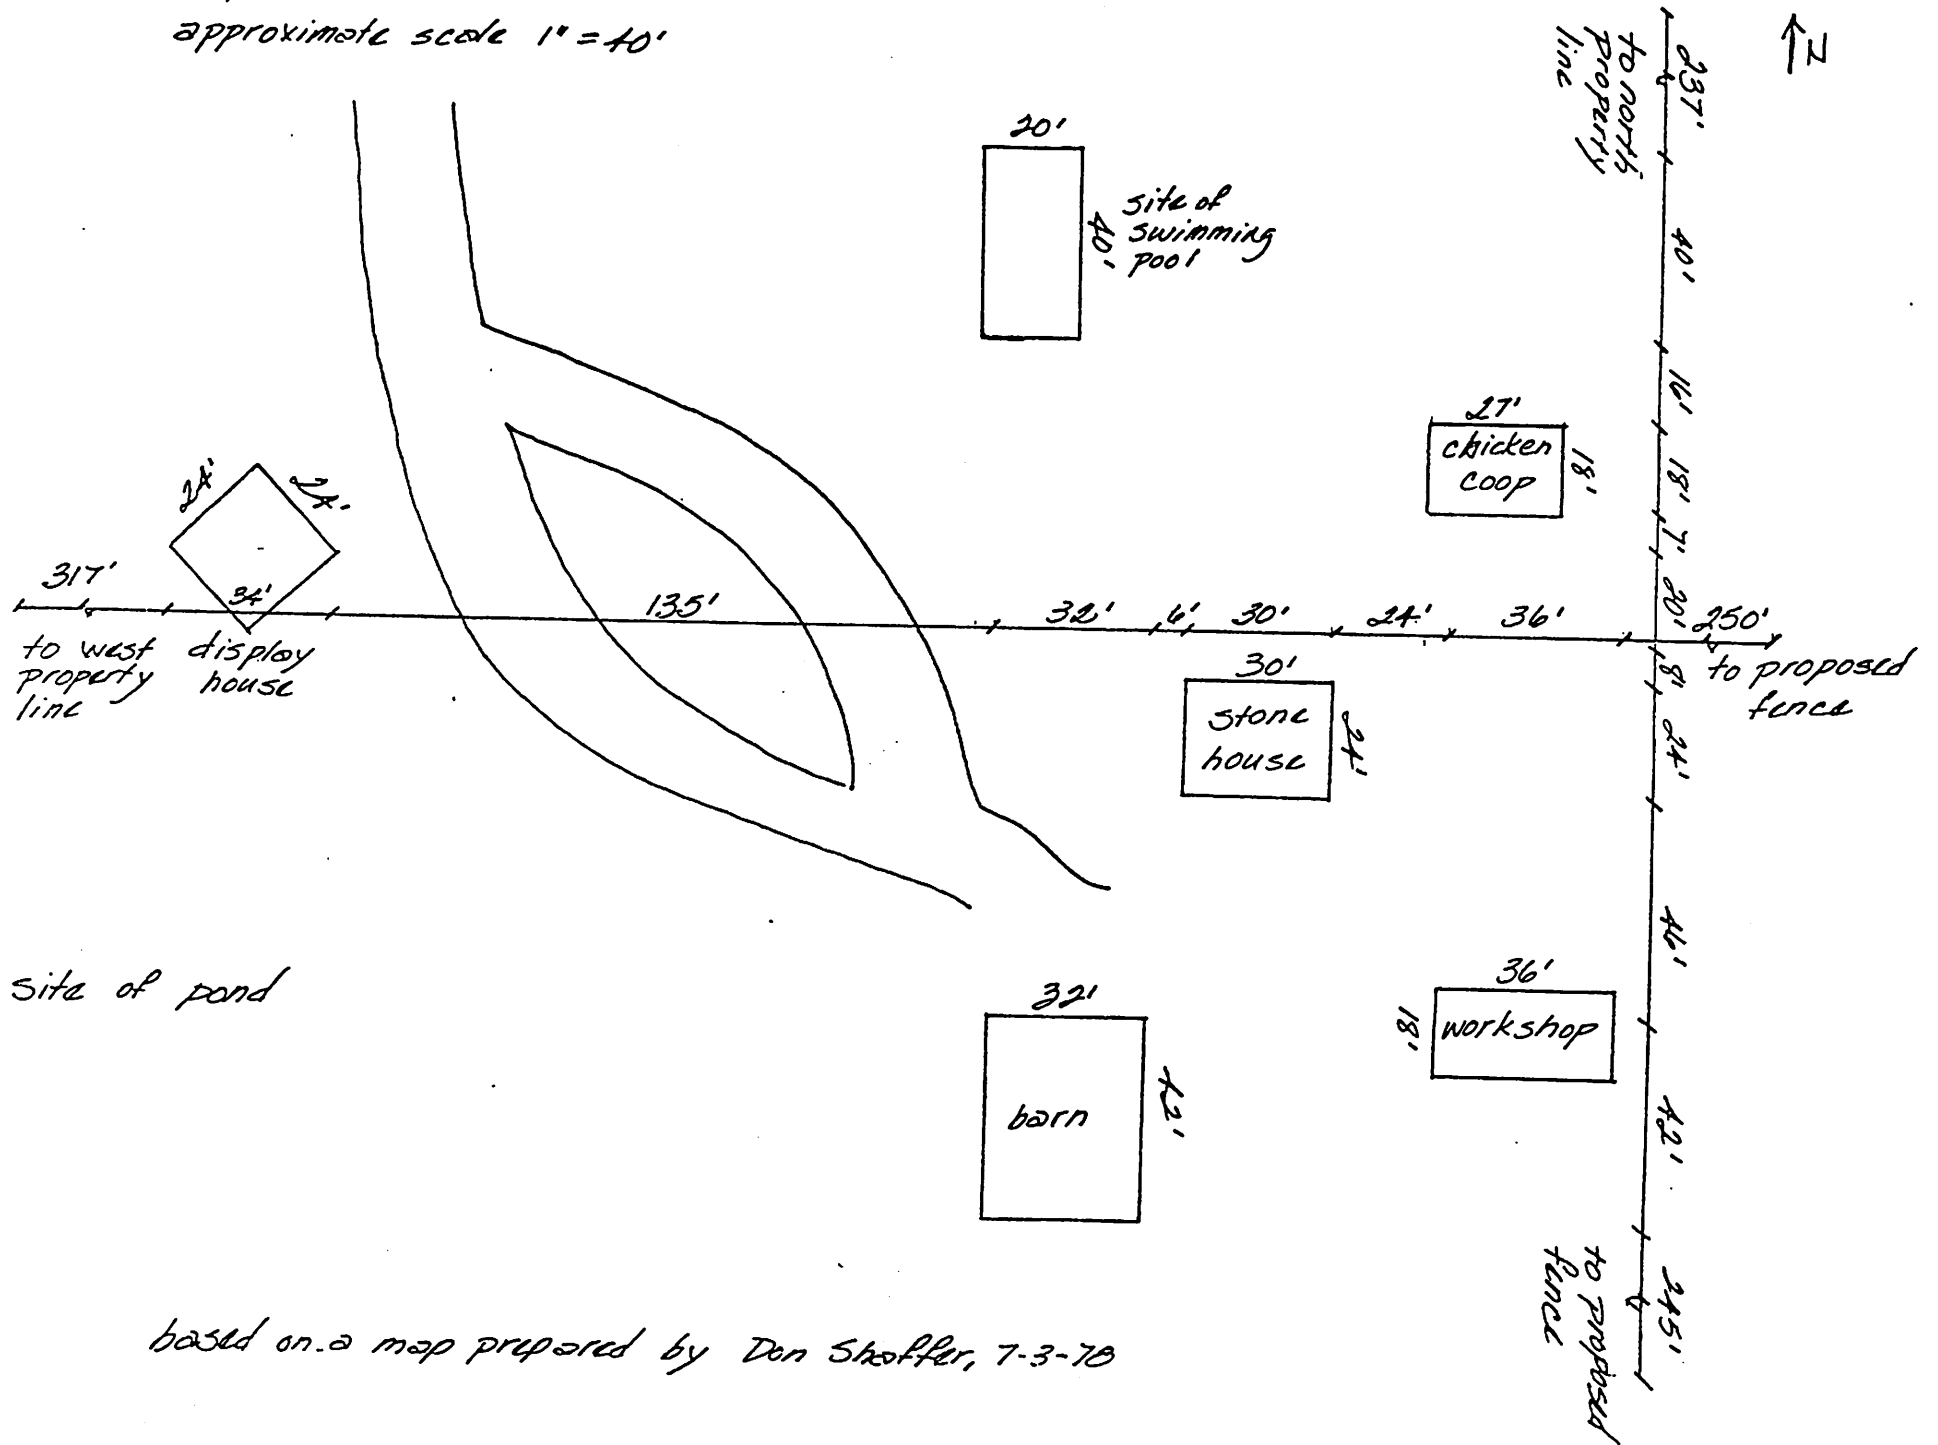 approximate scale 1" = 40'
N
237'
to north
property
line
20'
40'
site of
swimming
pool
40'
16'
27'
chicken
coop
18'
18'
7'
20'
24'
24'
317'
34'
135'
32'
6'
30'
24'
36'
250'
to west
property
line
display
house
to proposed
fence
8'
30'
stone
house
24'
24'
46'
site of pond
36'
workshop
18'
32'
barn
42'
42'
245'
to proposed
fence
based on a map prepared by Don Shaffer, 7-3-78